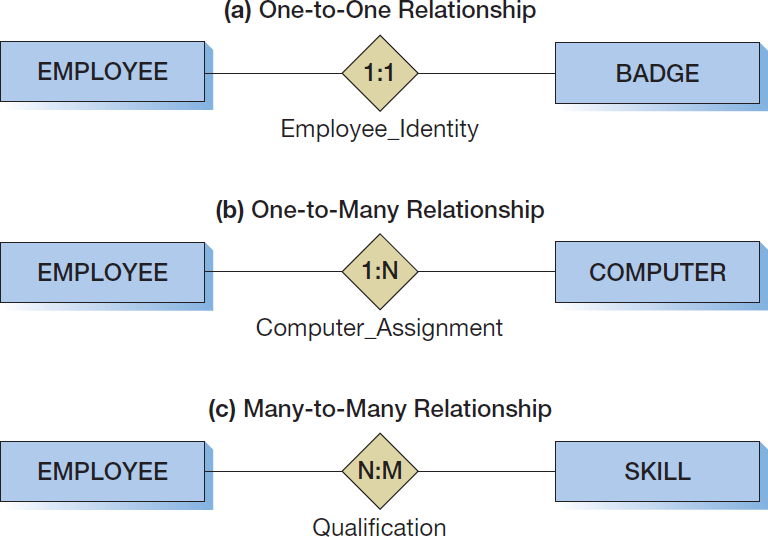 (a) One-to-One Relationship
EMPLOYEE 1:1 BADGE
Employee_Identity
(b) One-to-Many Relationship
EMPLOYEE 1:N COMPUTER
Computer_Assignment
(c) Many-to-Many Relationship
EMPLOYEE N:M SKILL
Qualification